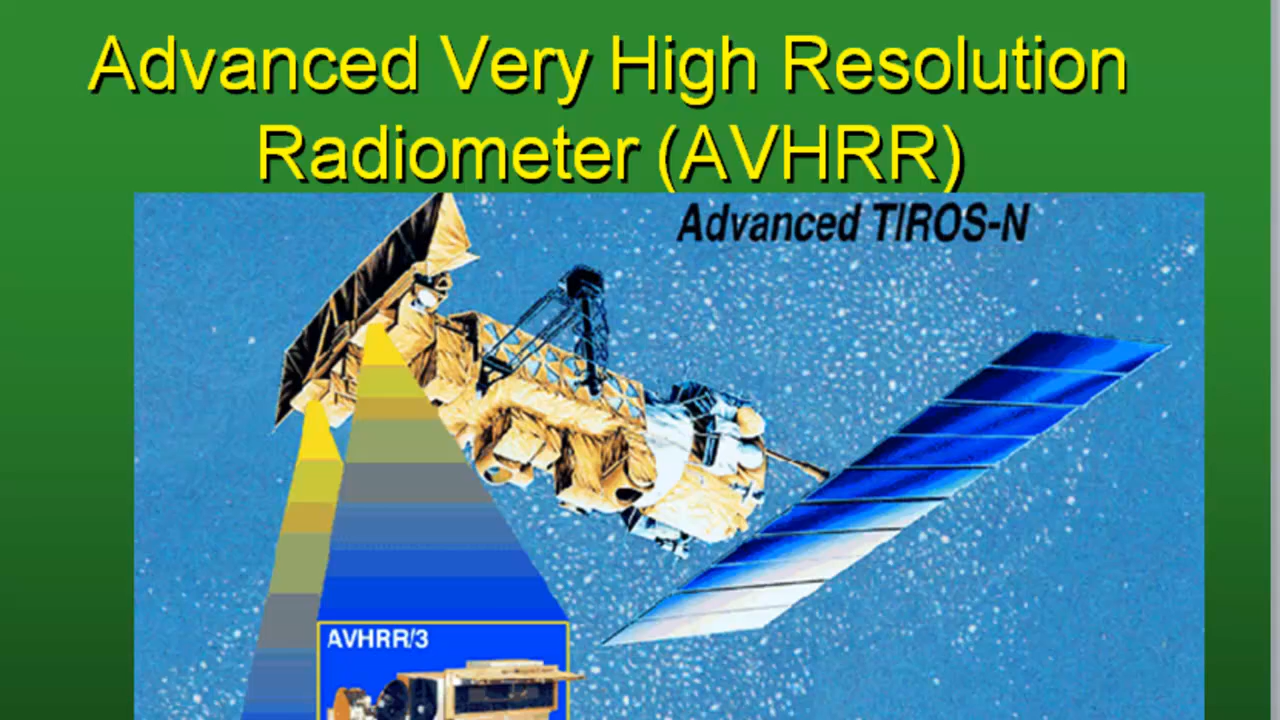 Advanced Very High Resolution
Radiometer (AVHRR)
Advanced TIROS-N
AVHRR/3